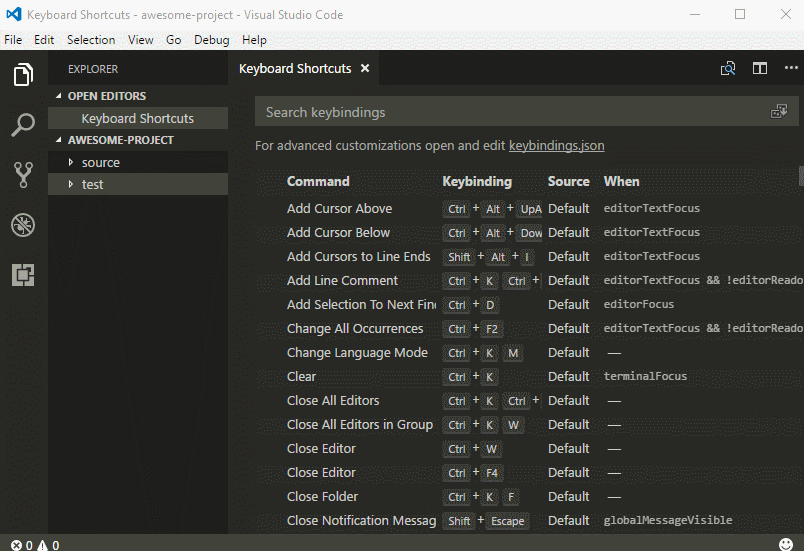 Keyboard Shortcuts - awesome-project - Visual Studio Code
File Edit Selection View Go Debug Help
EXPLORER
OPEN EDITORS
Keyboard Shortcuts
AWESOME-PROJECT
source
test
Keyboard Shortcuts ×
Search keybindings
For advanced customizations open and edit keybindings.json
Command Keybinding Source When
Add Cursor Above Ctrl + Alt + UpA Default editorTextFocus
Add Cursor Below Ctrl + Alt + Dow Default editorTextFocus
Add Cursors to Line Ends Shift + Alt + I Default editorTextFocus
Add Line Comment Ctrl + K Ctrl + Default editorTextFocus && !editorReado
Add Selection To Next Find Ctrl + D Default editorFocus
Change All Occurrences Ctrl + F2 Default editorTextFocus && !editorReado
Change Language Mode Ctrl + K M Default —
Clear Ctrl + K Default terminalFocus
Close All Editors Ctrl + K Ctrl + Default —
Close All Editors in Group Ctrl + K W Default —
Close Editor Ctrl + W Default —
Close Editor Ctrl + F4 Default —
Close Folder Ctrl + K F Default —
Close Notification Messag Shift + Escape Default globalMessageVisible
0 0